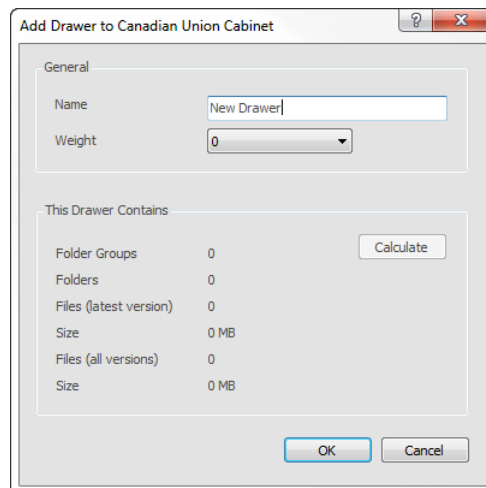 Add Drawer to Canadian Union Cabinet ? X
General
Name New Drawer
Weight 0
This Drawer Contains
Folder Groups 0 Calculate
Folders 0
Files (latest version) 0
Size 0 MB
Files (all versions) 0
Size 0 MB
OK Cancel